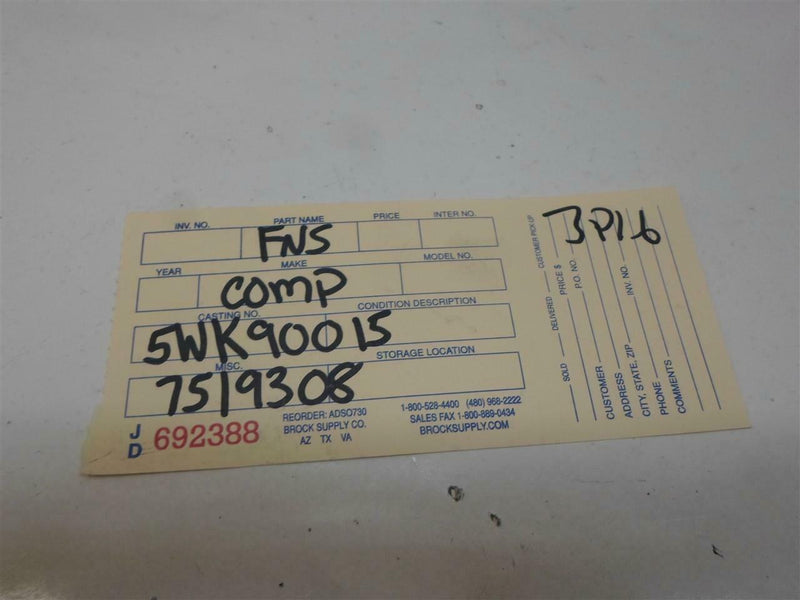 INV. NO. PART NAME PRICE INTER NO.
FNS
YEAR MAKE MODEL NO.
comp
CASTING NO. CONDITION DESCRIPTION
5WK90015
MISC. STORAGE LOCATION
7519308
JD 692388
REORDER: ADSO730
BROCK SUPPLY CO.
AZ TX VA
1-800-528-4400 (480) 968-2222
SALES FAX 1-800-889-0434
BROCKSUPPLY.COM
CUSTOMER PICK UP
SOLD DELIVERED
PRICE $
P.O. NO.
CUSTOMER
ADDRESS INV. NO.
CITY, STATE, ZIP
PHONE
COMMENTS